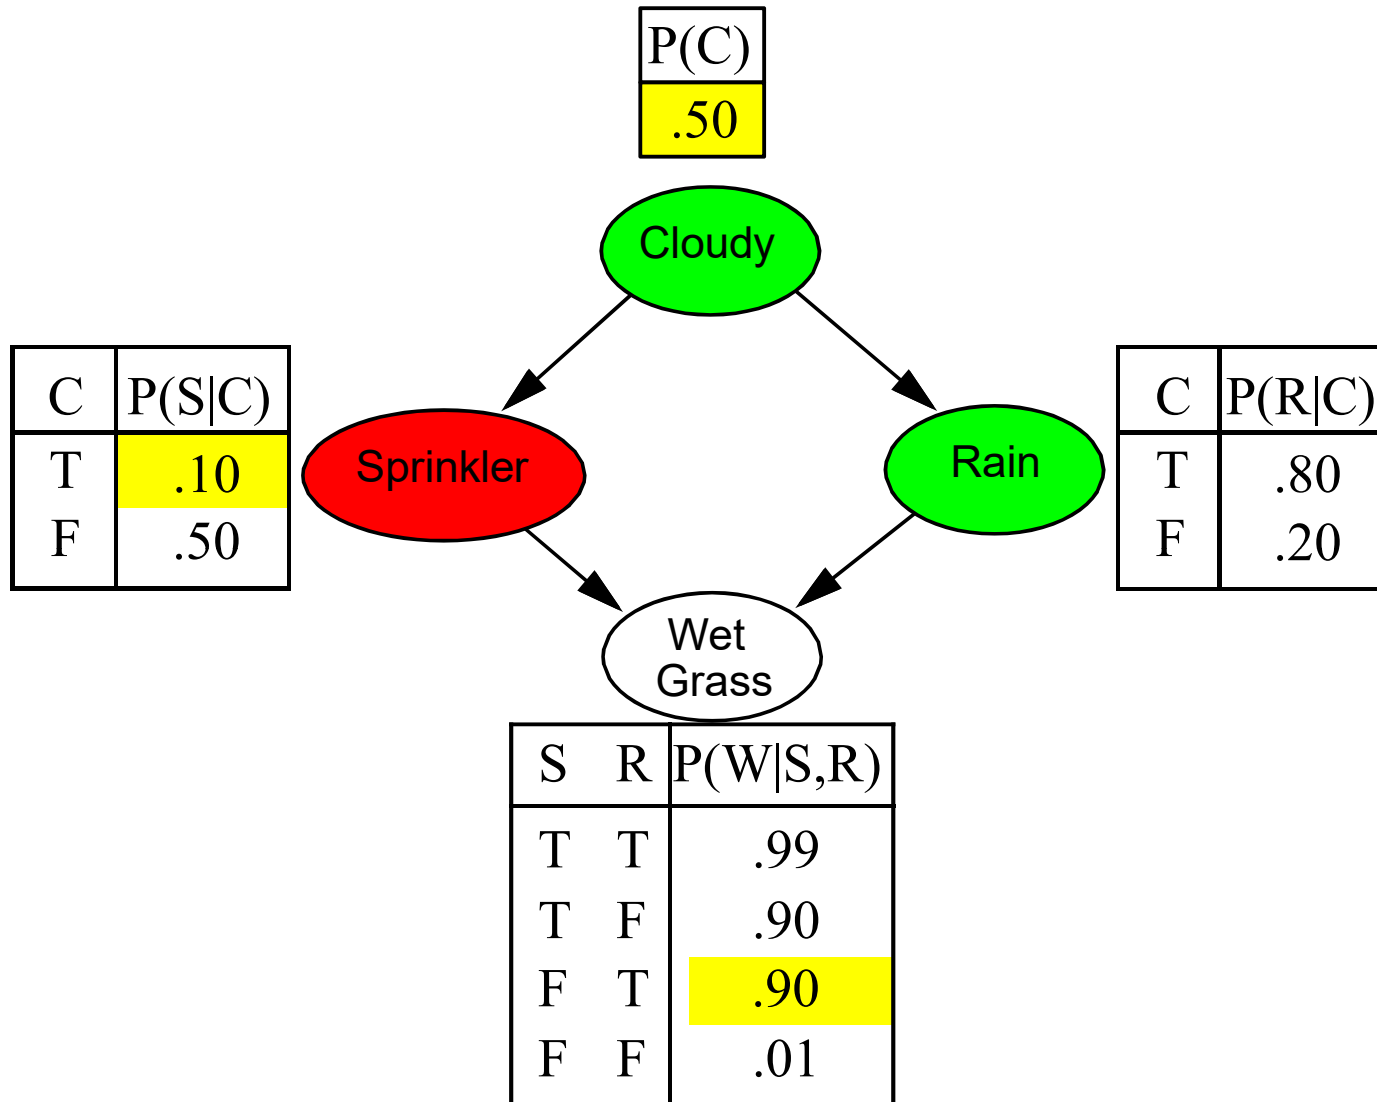 P(C)
.50
Cloudy
C P(S|C)
T .10
F .50
Sprinkler
Rain
C P(R|C)
T .80
F .20
Wet
Grass
S R P(W|S,R)
T T .99
T F .90
F T .90
F F .01